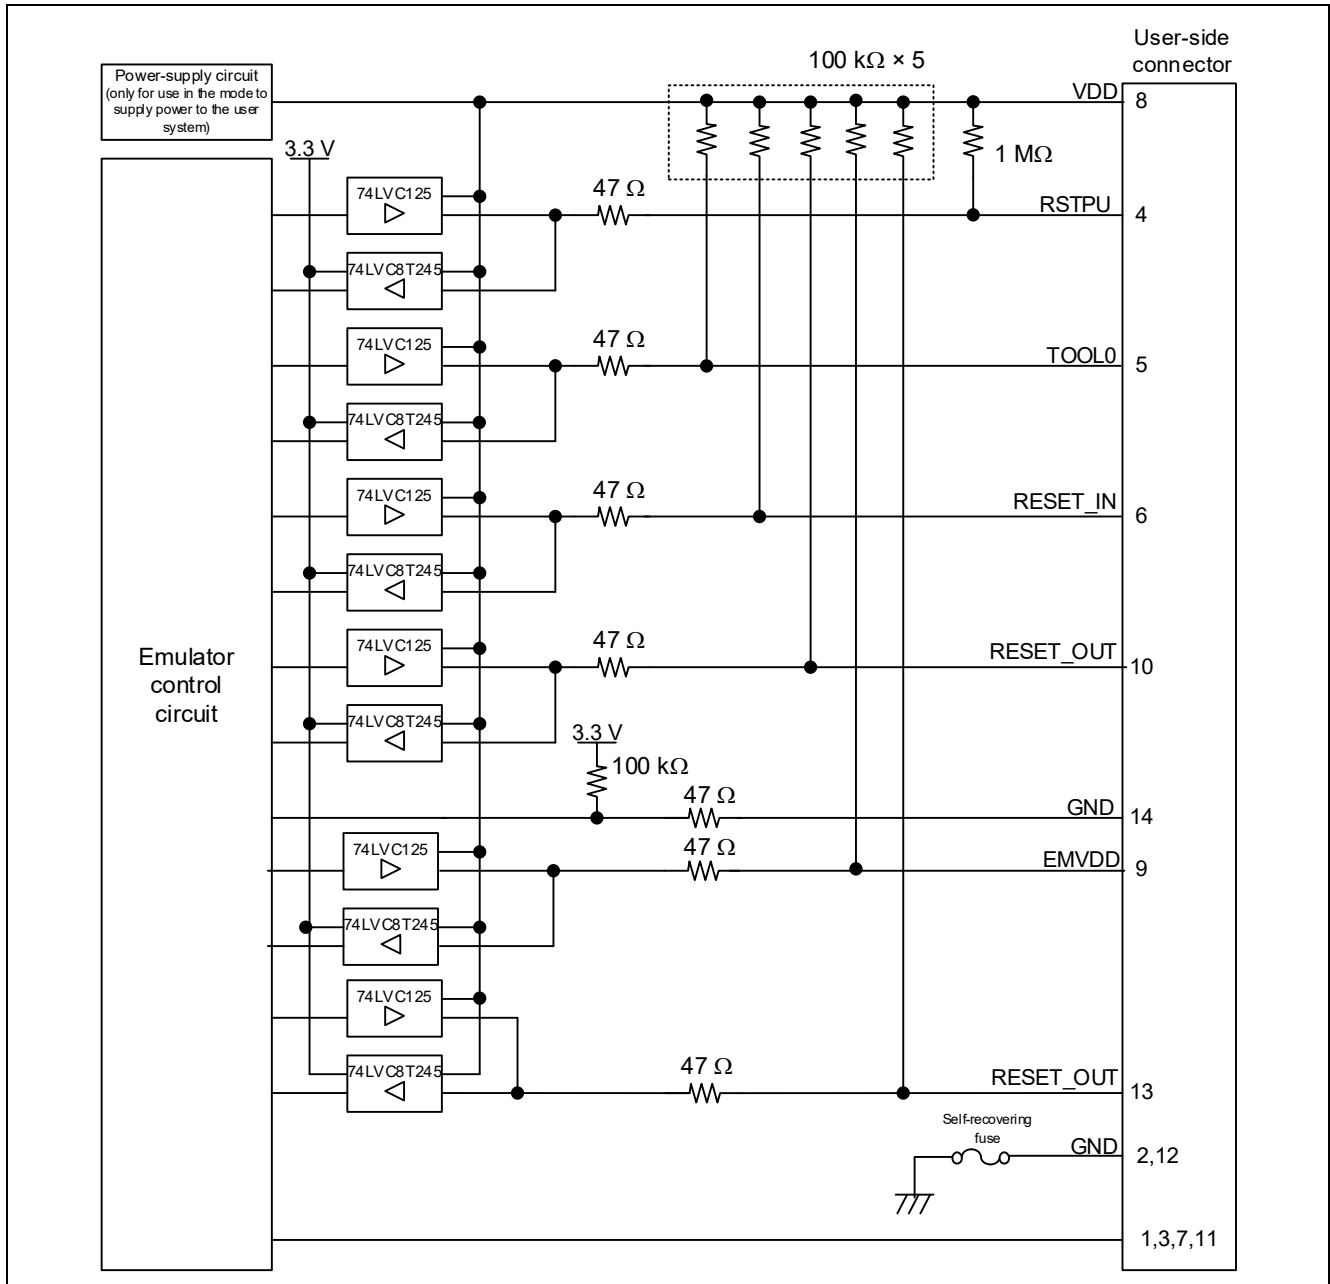 User-side
connector
100 kΩ × 5
Power-supply circuit
(only for use in the mode to
supply power to the user
system)
VDD
8
3.3 V
1 MΩ
74LVC125
47 Ω
RSTPU
4
74LVC8T245
74LVC125
47 Ω
TOOL0
5
74LVC8T245
74LVC125
47 Ω
RESET_IN
6
74LVC8T245
74LVC125
47 Ω
RESET_OUT
10
Emulator
control
circuit
74LVC8T245
3.3 V
100 kΩ
47 Ω
GND
14
74LVC125
47 Ω
EMVDD
9
74LVC8T245
74LVC125
74LVC8T245
47 Ω
RESET_OUT
13
Self-recovering
fuse
GND
2,12
1,3,7,11